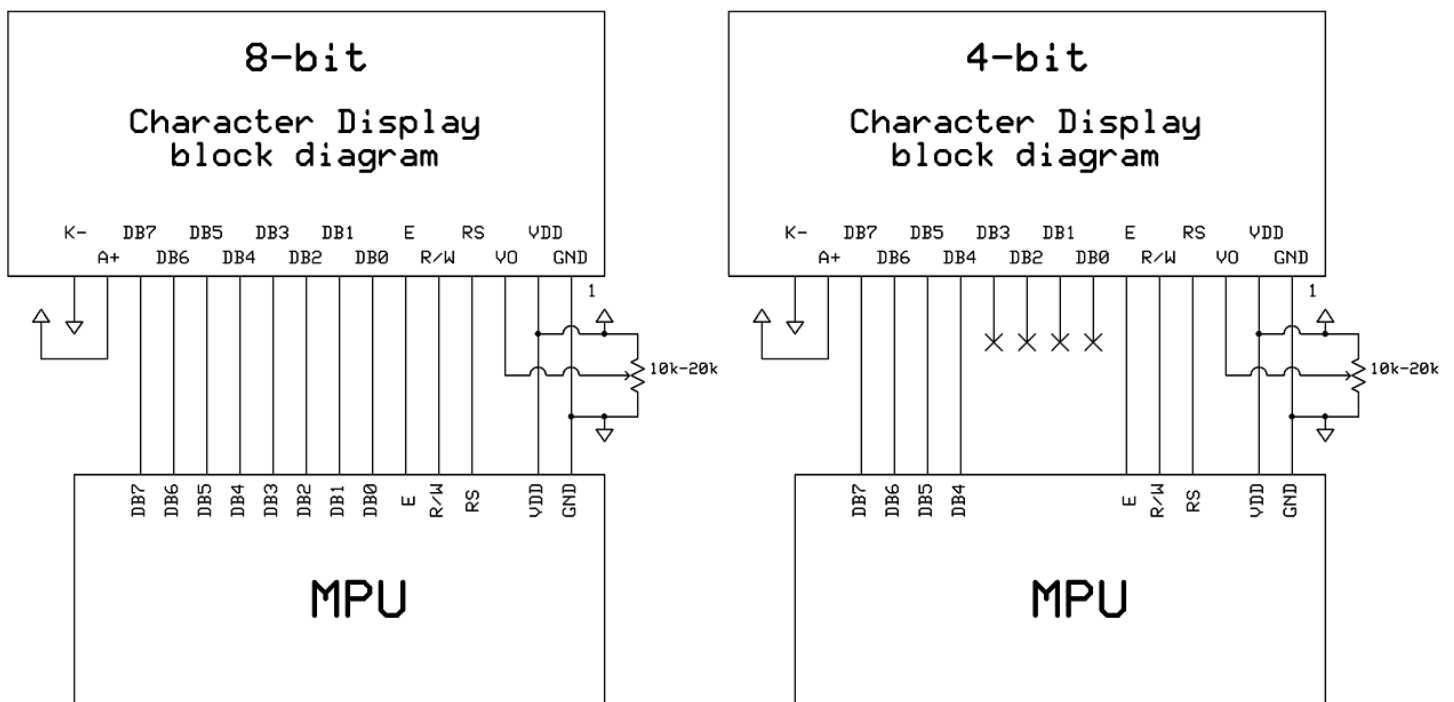 8-bit
Character Display
block diagram
K- DB7 DB5 DB3 DB1 E RS VDD
A+ DB6 DB4 DB2 DB0 R/W VO GND
1
10k-20k
DB7 DB6 DB5 DB4 DB3 DB2 DB1 DB0 E R/W RS VDD GND
MPU
4-bit
Character Display
block diagram
K- DB7 DB5 DB3 DB1 E RS VDD
A+ DB6 DB4 DB2 DB0 R/W VO GND
1
10k-20k
DB7 DB6 DB5 DB4 E R/W RS VDD GND
MPU